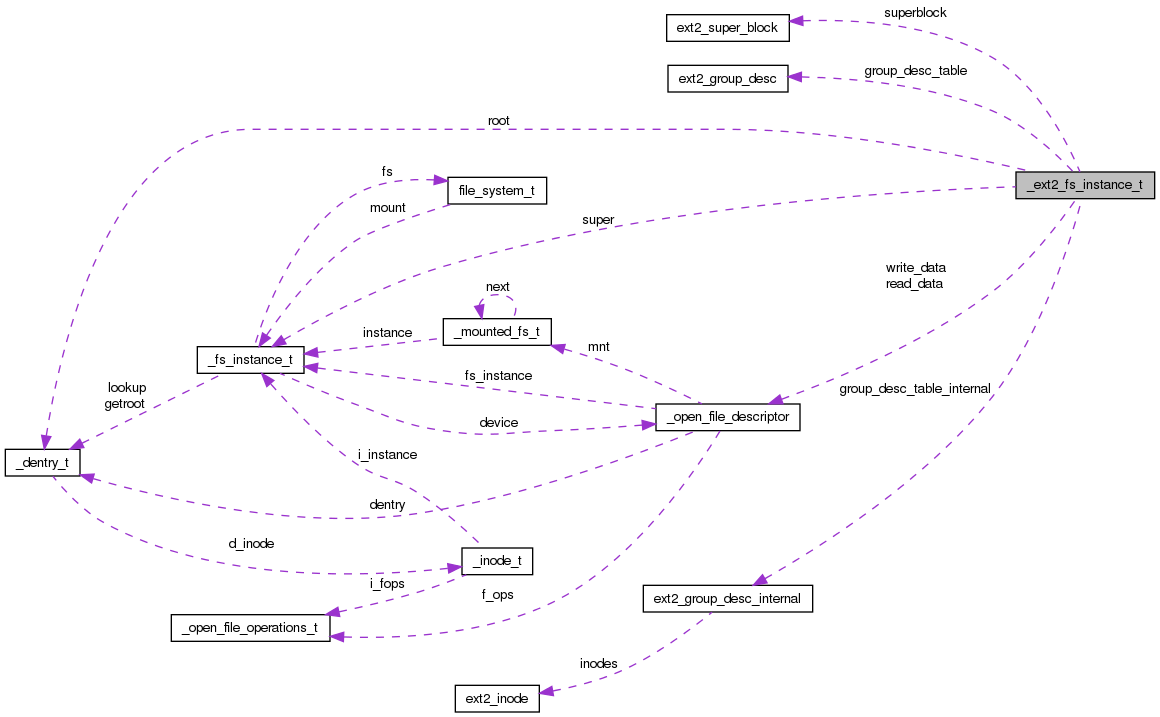 superblock
ext2_super_block
group_desc_table
ext2_group_desc
root
_ext2_fs_instance_t
fs
file_system_t
mount
super
write_data
read_data
next
_mounted_fs_t
instance
mnt
_fs_instance_t
fs_instance
lookup
getroot
group_desc_table_internal
_open_file_descriptor
device
i_instance
_dentry_t
dentry
d_inode
_inode_t
i_fops
f_ops
ext2_group_desc_internal
_open_file_operations_t
inodes
ext2_inode